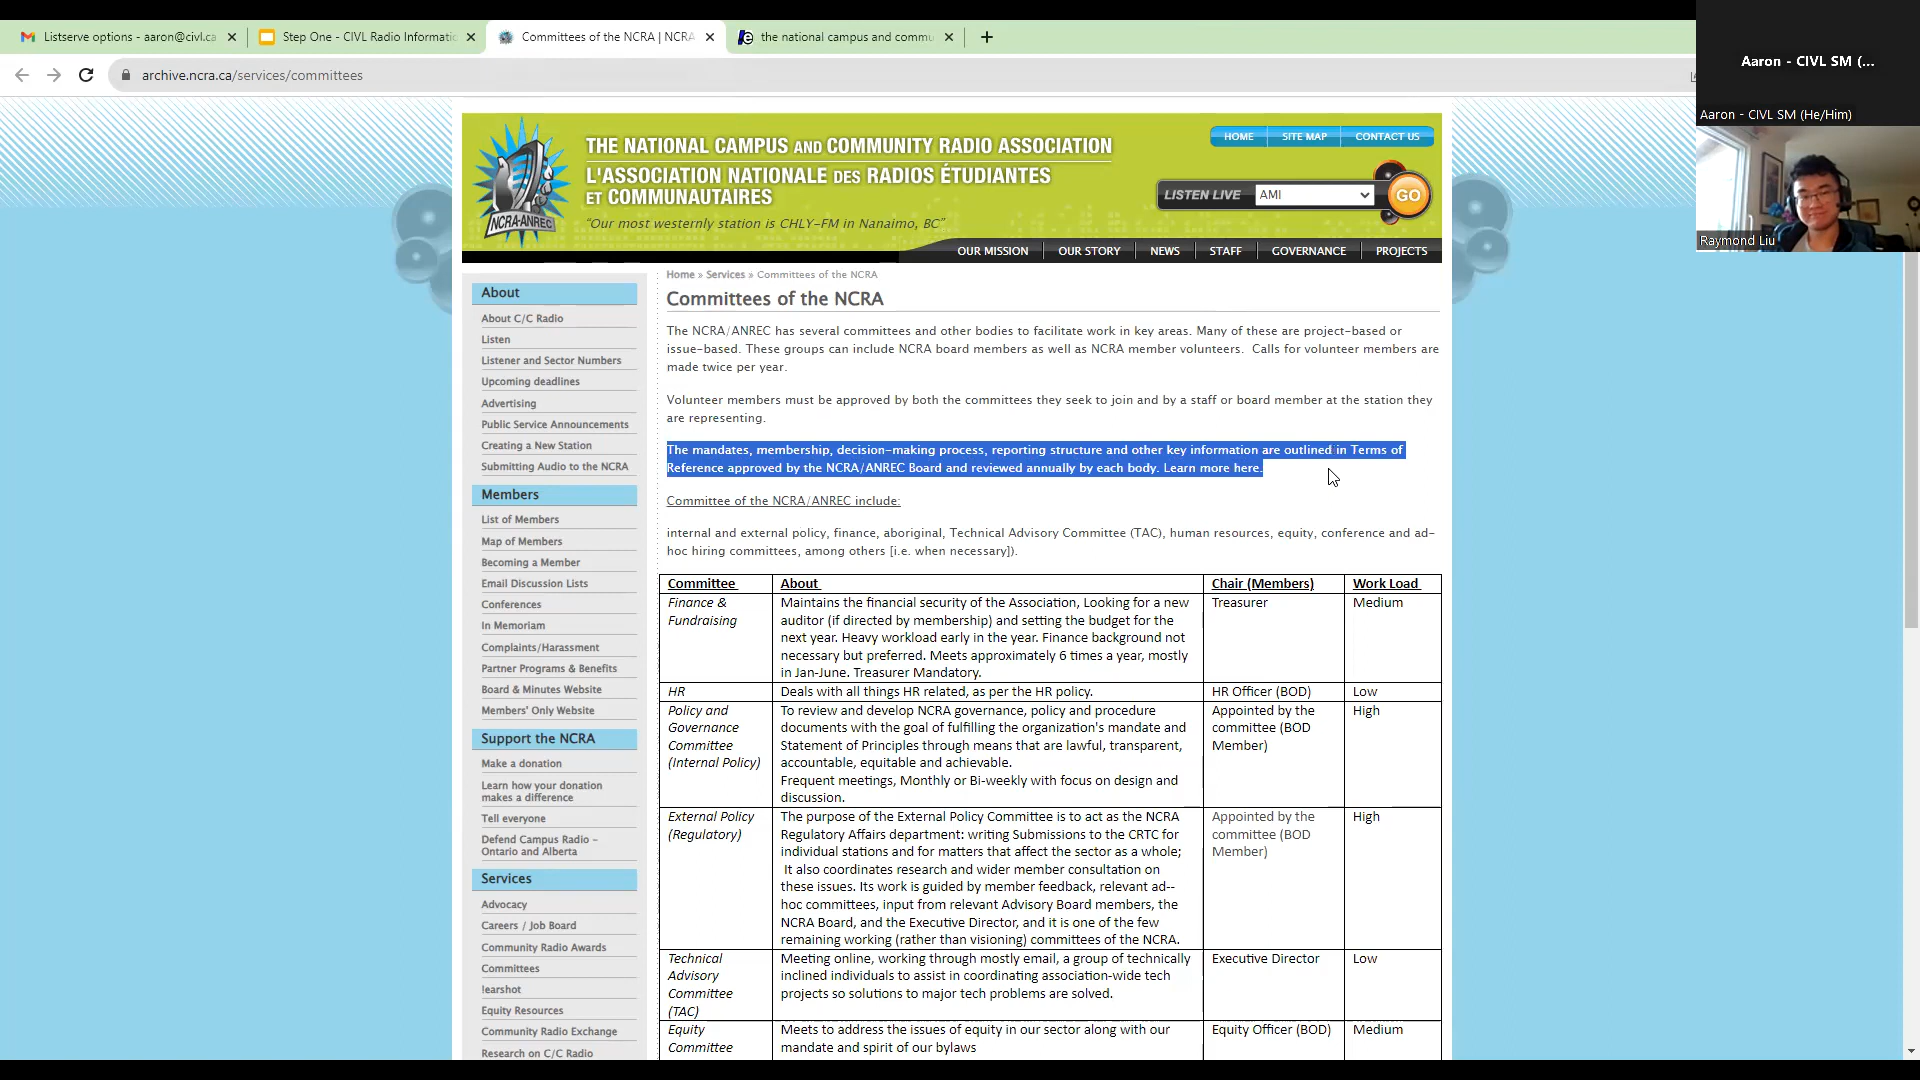 Listserve options - aaron@civl.ca
Step One - CIVL Radio Informatic
Committees of the NCRA | NCRA
the national campus and commu
archive.ncra.ca/services/committees
Aaron - CIVL SM (...
Aaron - CIVL SM (He/Him)
Raymond Liu
THE NATIONAL CAMPUS AND COMMUNITY RADIO ASSOCIATION
L'ASSOCIATION NATIONALE DES RADIOS ÉTUDIANTES
ET COMMUNAUTAIRES
"Our most westernly station is CHLY-FM in Nanaimo, BC"
NCRA-ANREC
HOME
SITE MAP
CONTACT US
LISTEN LIVE
AMI
GO
OUR MISSION
OUR STORY
NEWS
STAFF
GOVERNANCE
PROJECTS
About
About C/C Radio
Listen
Listener and Sector Numbers
Upcoming deadlines
Advertising
Public Service Announcements
Creating a New Station
Submitting Audio to the NCRA
Members
List of Members
Map of Members
Becoming a Member
Email Discussion Lists
Conferences
In Memoriam
Complaints/Harassment
Partner Programs & Benefits
Board & Minutes Website
Members' Only Website
Support the NCRA
Make a donation
Learn how your donation
makes a difference
Tell everyone
Defend Campus Radio -
Ontario and Alberta
Services
Advocacy
Careers / Job Board
Community Radio Awards
Committees
!earshot
Equity Resources
Community Radio Exchange
Research on C/C Radio
Home » Services » Committees of the NCRA
Committees of the NCRA
The NCRA/ANREC has several committees and other bodies to facilitate work in key areas. Many of these are project-based or
issue-based. These groups can include NCRA board members as well as NCRA member volunteers. Calls for volunteer members are
made twice per year.
Volunteer members must be approved by both the committees they seek to join and by a staff or board member at the station they
are representing.
The mandates, membership, decision-making process, reporting structure and other key information are outlined in Terms of
Reference approved by the NCRA/ANREC Board and reviewed annually by each body. Learn more here.
Committee of the NCRA/ANREC include:
internal and external policy, finance, aboriginal, Technical Advisory Committee (TAC), human resources, equity, conference and ad-
hoc hiring committees, among others [i.e. when necessary]).
Committee
About
Chair (Members)
Work Load
Finance &
Fundraising
Maintains the financial security of the Association, Looking for a new
auditor (if directed by membership) and setting the budget for the
next year. Heavy workload early in the year. Finance background not
necessary but preferred. Meets approximately 6 times a year, mostly
in Jan-June. Treasurer Mandatory.
Treasurer
Medium
HR
Deals with all things HR related, as per the HR policy.
HR Officer (BOD)
Low
Policy and
Governance
Committee
(Internal Policy)
To review and develop NCRA governance, policy and procedure
documents with the goal of fulfilling the organization's mandate and
Statement of Principles through means that are lawful, transparent,
accountable, equitable and achievable.
Frequent meetings, Monthly or Bi-weekly with focus on design and
discussion.
Appointed by the
committee (BOD
Member)
High
External Policy
(Regulatory)
The purpose of the External Policy Committee is to act as the NCRA
Regulatory Affairs department: writing Submissions to the CRTC for
individual stations and for matters that affect the sector as a whole;
It also coordinates research and wider member consultation on
these issues. Its work is guided by member feedback, relevant ad-­-
hoc committees, input from relevant Advisory Board members, the
NCRA Board, and the Executive Director, and it is one of the few
remaining working (rather than visioning) committees of the NCRA.
Appointed by the
committee (BOD
Member)
High
Technical
Advisory
Committee
(TAC)
Meeting online, working through mostly email, a group of technically
inclined individuals to assist in coordinating association-wide tech
projects so solutions to major tech problems are solved.
Executive Director
Low
Equity
Committee
Meets to address the issues of equity in our sector along with our
mandate and spirit of our bylaws
Equity Officer (BOD)
Medium